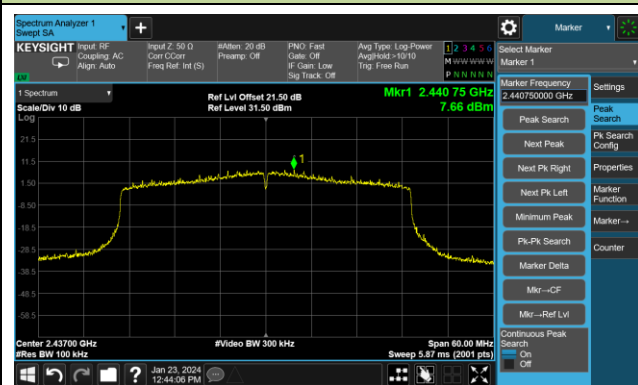 Spectrum Analyzer 1
Swept SA
Marker
KEYSIGHT
Input: RF
Coupling: AC
Align: Auto
Input Z: 50 Ω
Corr CCorr
Freq Ref: Int (S)
#Atten: 20 dB
Preamp: Off
PNO: Fast
Gate: Off
IF Gain: Low
Sig Track: Off
Avg Type: Log-Power
Avg|Hold:>10/10
Trig: Free Run
1 2 3 4 5 6
M W W W W W
P N N N N N
Select Marker
Marker 1
LXI
1 Spectrum
Scale/Div 10 dB
Log
Ref Lvl Offset 21.50 dB
Ref Level 31.50 dBm
Mkr1 2.440 75 GHz
7.66 dBm
21.5
11.5
1.50
-8.50
-18.5
-28.5
-38.5
-48.5
-58.5
1
Center 2.43700 GHz
#Res BW 100 kHz
#Video BW 300 kHz
Span 60.00 MHz
Sweep 5.87 ms (2001 pts)
Marker Frequency
2.440750000 GHz
Peak Search
Next Peak
Next Pk Right
Next Pk Left
Minimum Peak
Pk-Pk Search
Marker Delta
Mkr→CF
Mkr→Ref Lvl
Continuous Peak
Search
On
Off
Settings
Peak
Search
Pk Search
Config
Properties
Marker
Function
Marker→
Counter
Jan 23, 2024
12:44:06 PM